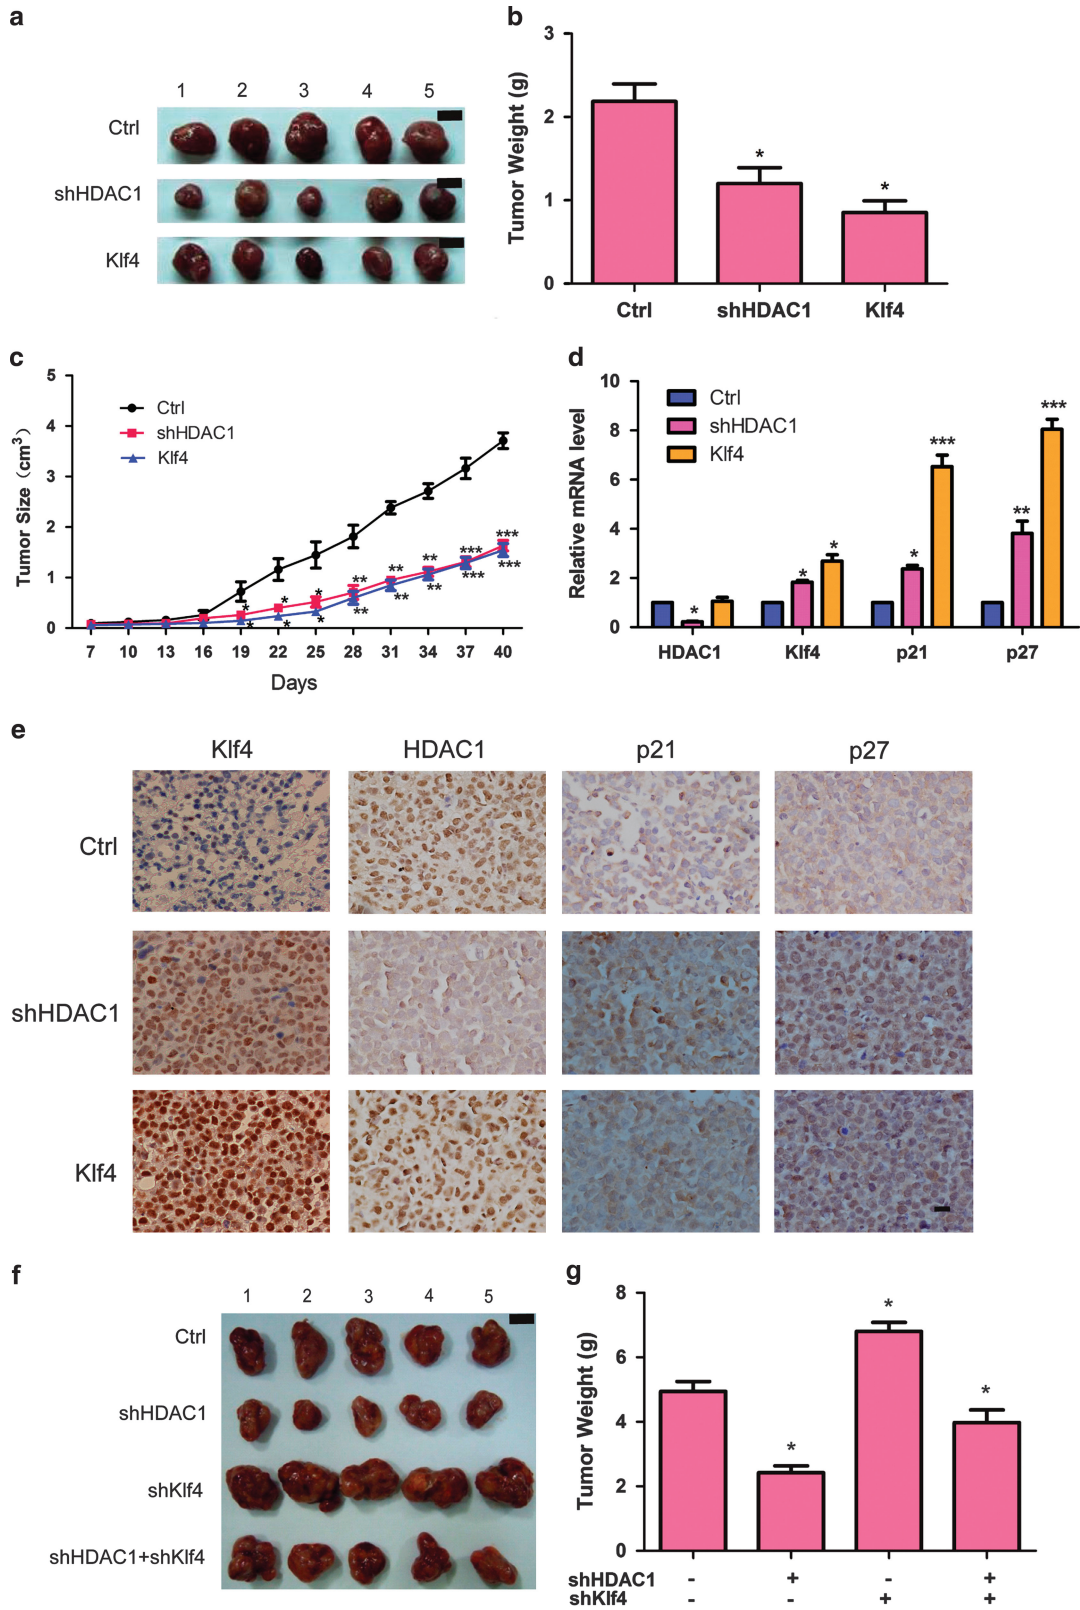 a
1 2 3 4 5
Ctrl
shHDAC1
Klf4
b
Tumor Weight (g)
3
2
1
0
*
*
Ctrl shHDAC1 Klf4
c
Tumor Size (cm³)
5
4
3
2
1
0
Ctrl
shHDAC1
Klf4
* * * ** ** ** *** ***
* * * ** ** ** *** ***
7 10 13 16 19 22 25 28 31 34 37 40
Days
d
Relative mRNA level
10
8
6
4
2
0
Ctrl
shHDAC1
Klf4
* * * * *** ** ***
HDAC1 Klf4 p21 p27
e
Klf4 HDAC1 p21 p27
Ctrl
shHDAC1
Klf4
f
1 2 3 4 5
Ctrl
shHDAC1
shKlf4
shHDAC1+shKlf4
g
Tumor Weight (g)
8
6
4
2
0
* * *
shHDAC1 - + - +
shKlf4 - - + +